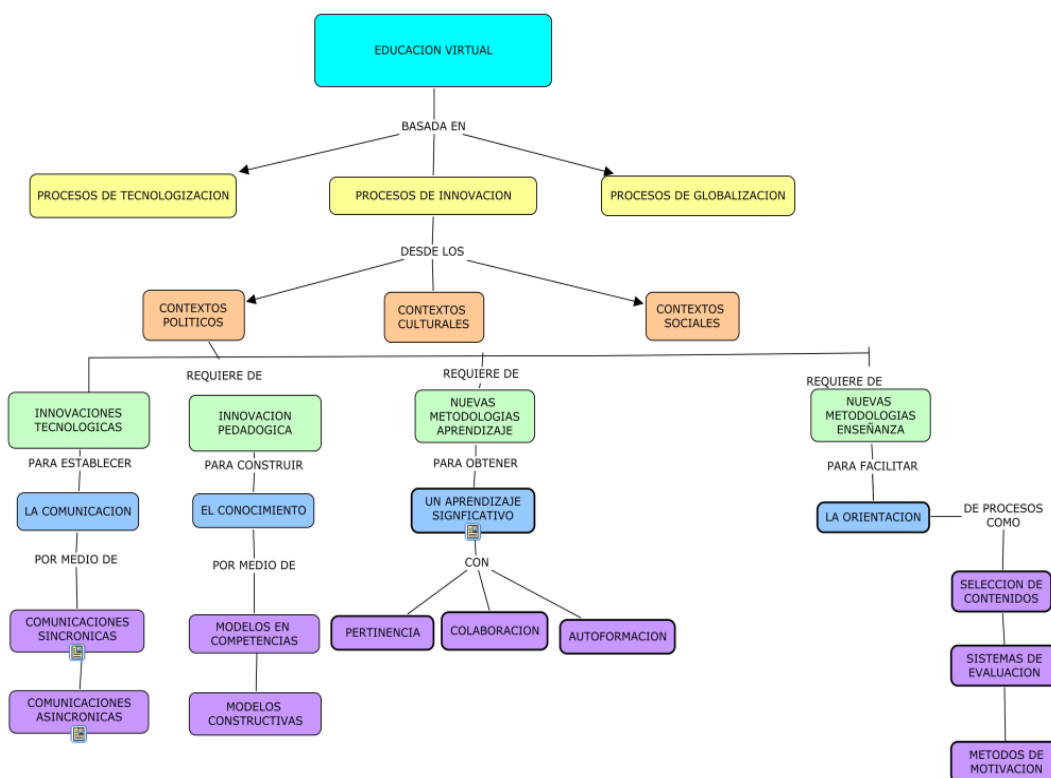 EDUCACION VIRTUAL
BASADA EN
PROCESOS DE TECNOLOGIZACION
PROCESOS DE INNOVACION
PROCESOS DE GLOBALIZACION
DESDE LOS
CONTEXTOS
POLITICOS
CONTEXTOS
CULTURALES
CONTEXTOS
SOCIALES
REQUIERE DE
REQUIERE DE
REQUIERE DE
INNOVACIONES
TECNOLOGICAS
INNOVACION
PEDADOGICA
NUEVAS
METODOLOGIAS
APRENDIZAJE
NUEVAS
METODOLOGIAS
ENSEÑANZA
PARA ESTABLECER
PARA CONSTRUIR
PARA OBTENER
PARA FACILITAR
LA COMUNICACION
EL CONOCIMIENTO
UN APRENDIZAJE
SIGNFICATIVO
LA ORIENTACION
DE PROCESOS
COMO
POR MEDIO DE
POR MEDIO DE
CON
SELECCION DE
CONTENIDOS
COMUNICACIONES
SINCRONICAS
MODELOS EN
COMPETENCIAS
PERTINENCIA
COLABORACION
AUTOFORMACION
SISTEMAS DE
EVALUACION
COMUNICACIONES
ASINCRONICAS
MODELOS
CONSTRUCTIVAS
METODOS DE
MOTIVACION